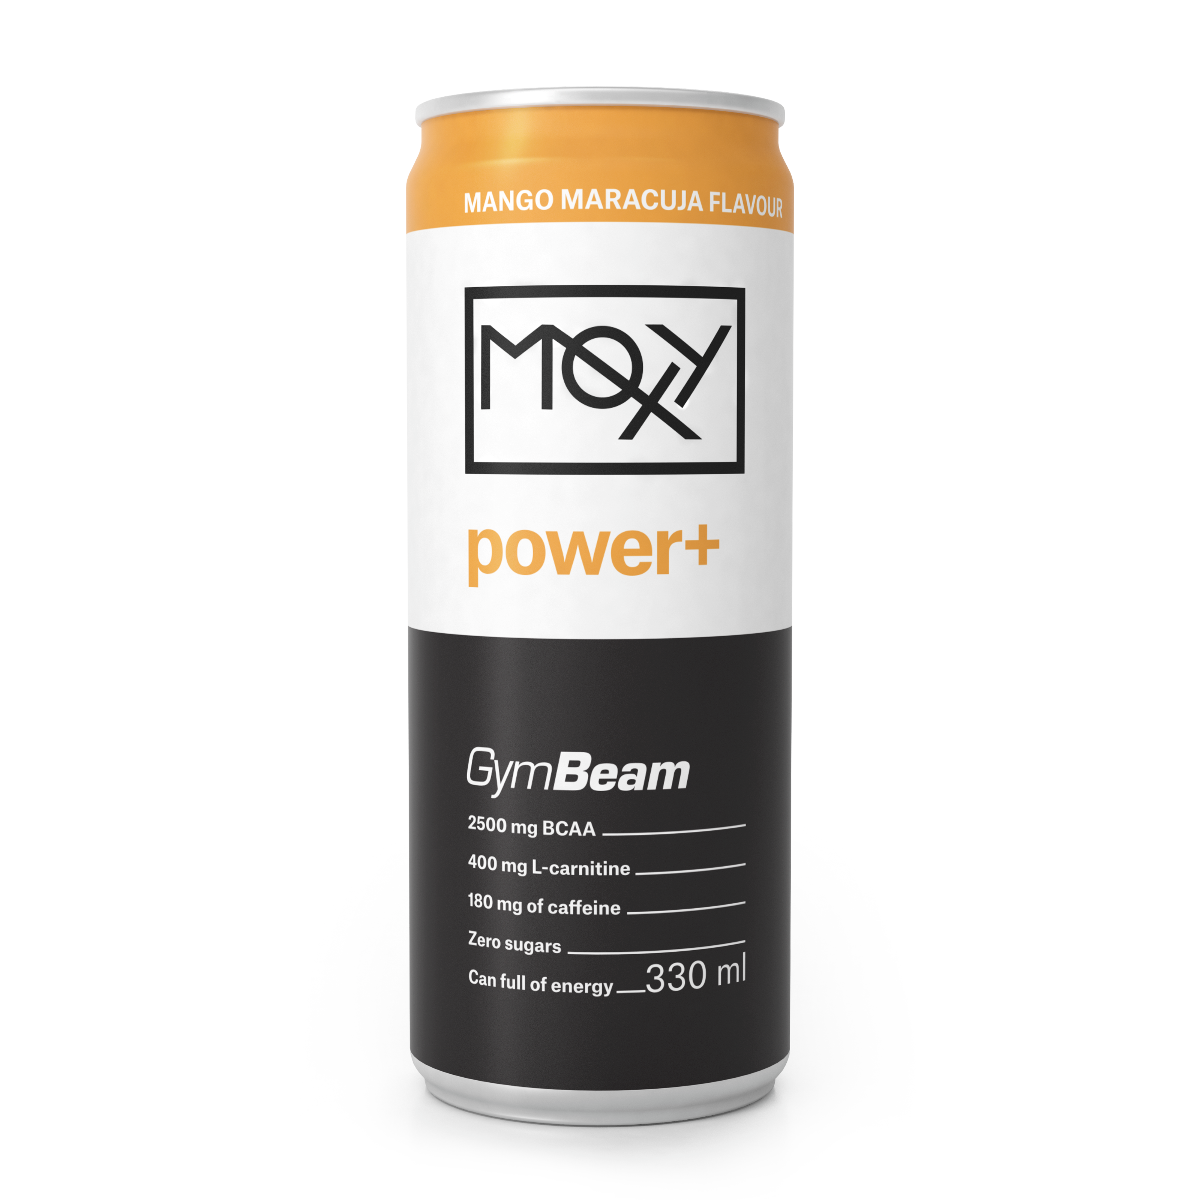 MANGO MARACUJA FLAVOUR
MOXY
power+
GymBeam
2500 mg BCAA
400 mg L-carnitine
180 mg of caffeine
Zero sugars
Can full of energy 330 ml